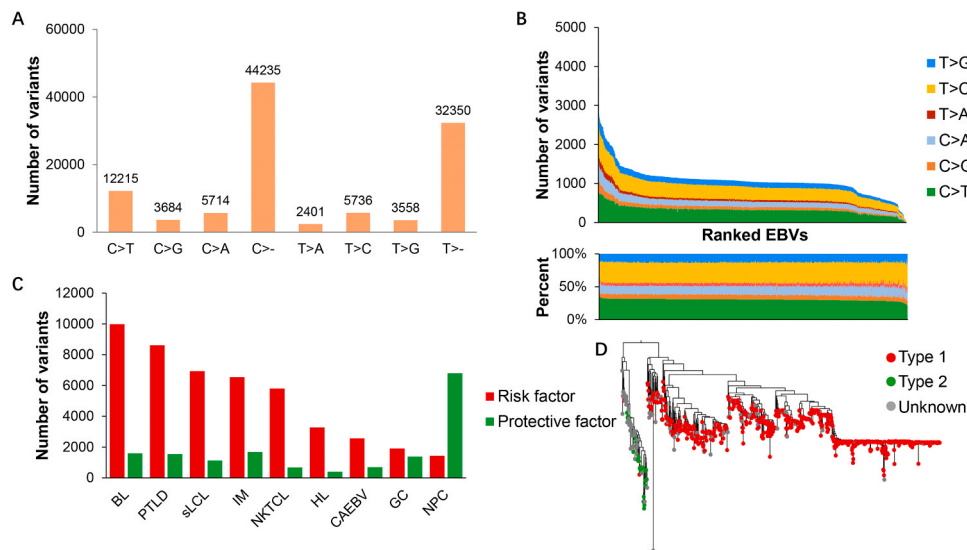 A
Number of variants
60000
40000
20000
0
12215
3684
5714
44235
2401
5736
3558
32350
C>T
C>G
C>A
C>-
T>A
T>C
T>G
T>-
B
Number of variants
5000
4000
3000
2000
1000
0
Ranked EBVs
Percent
100%
50%
0%
T>G
T>C
T>A
C>A
C>G
C>T
C
Number of variants
12000
10000
8000
6000
4000
2000
0
BL
PTLD
sLCL
IM
NKTCL
HL
CAEBV
GC
NPC
Risk factor
Protective factor
D
Type 1
Type 2
Unknown